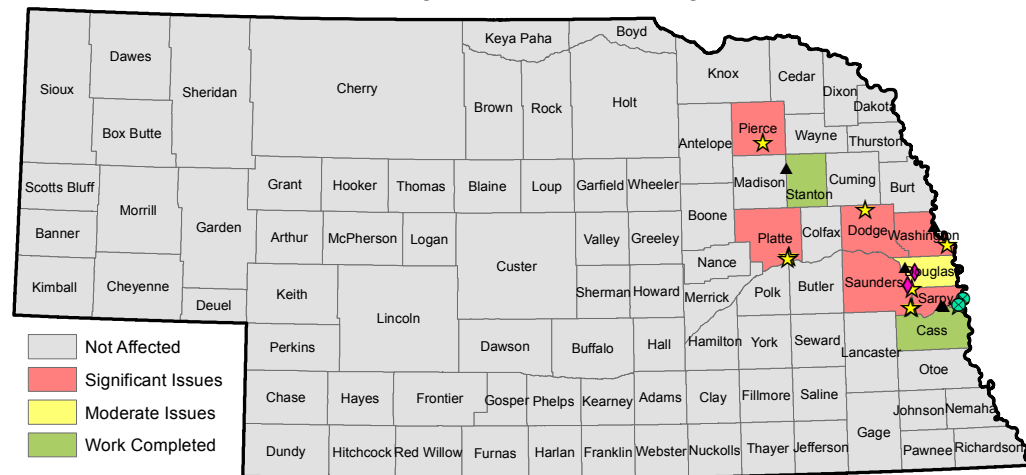 Boyd
Keya Paha
Knox
Cedar
Dixon
Dakota
Dawes
Sioux
Sheridan
Cherry
Brown
Rock
Holt
Box Butte
Pierce
Wayne
Thurston
Antelope
Scotts Bluff
Grant
Hooker
Thomas
Blaine
Loup
Garfield
Wheeler
Madison
Stanton
Cuming
Burt
Morrill
Garden
Banner
Arthur
McPherson
Logan
Custer
Valley
Greeley
Boone
Platte
Colfax
Dodge
Washington
Nance
Kimball
Cheyenne
Deuel
Keith
Lincoln
Sherman
Howard
Merrick
Polk
Butler
Saunders
Douglas
Sarpy
Perkins
Dawson
Buffalo
Hall
Hamilton
York
Seward
Lancaster
Cass
Otoe
Chase
Hayes
Frontier
Gosper
Phelps
Kearney
Adams
Clay
Fillmore
Saline
Gage
Johnson
Nemaha
Dundy
Hitchcock
Red Willow
Furnas
Harlan
Franklin
Webster
Nuckolls
Thayer
Jefferson
Pawnee
Richardson
Not Affected
Significant Issues
Moderate Issues
Work Completed